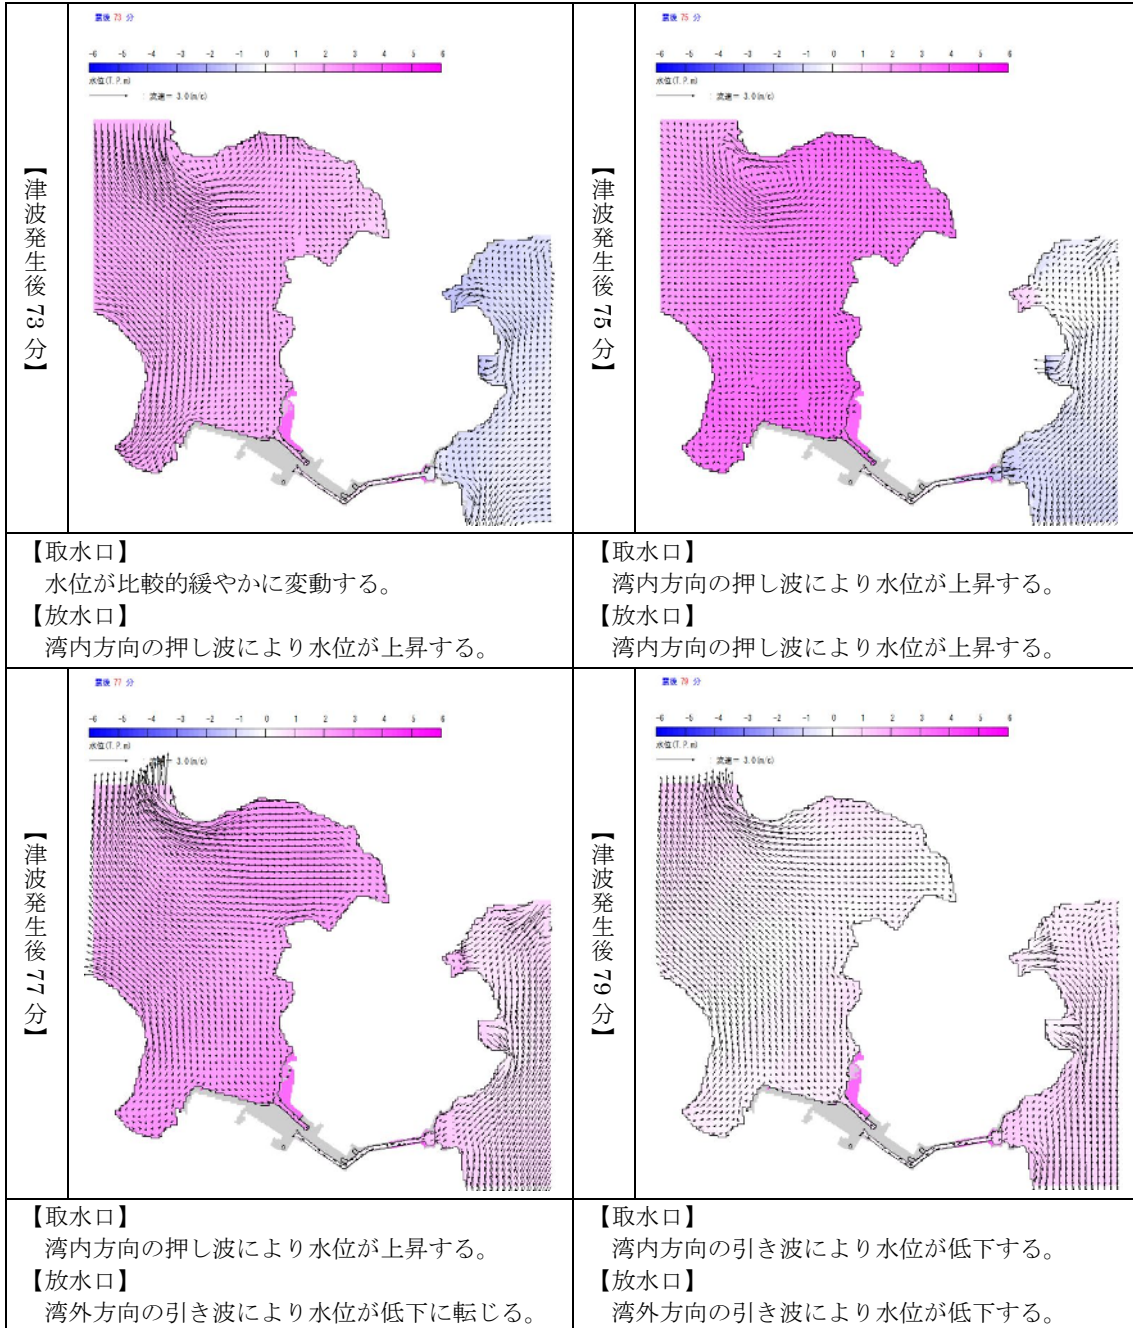 【津波発生後 73 分】
震後 73 分
-6 -5 -4 -3 -2 -1 0 1 2 3 4 5 6
水位(T.P.m)
: 流速= 3.0(m/s)
【取水口】
水位が比較的緩やかに変動する。
【放水口】
湾内方向の押し波により水位が上昇する。
【津波発生後 75 分】
震後 75 分
-6 -5 -4 -3 -2 -1 0 1 2 3 4 5 6
水位(T.P.m)
: 流速= 3.0(m/s)
【取水口】
湾内方向の押し波により水位が上昇する。
【放水口】
湾内方向の押し波により水位が上昇する。
【津波発生後 77 分】
震後 77 分
-6 -5 -4 -3 -2 -1 0 1 2 3 4 5 6
水位(T.P.m)
= 3.0(m/s)
【取水口】
湾内方向の押し波により水位が上昇する。
【放水口】
湾外方向の引き波により水位が低下に転じる。
【津波発生後 79 分】
震後 79 分
-6 -5 -4 -3 -2 -1 0 1 2 3 4 5 6
水位(T.P.m)
: 流速= 3.0(m/s)
【取水口】
湾内方向の引き波により水位が低下する。
【放水口】
湾外方向の引き波により水位が低下する。